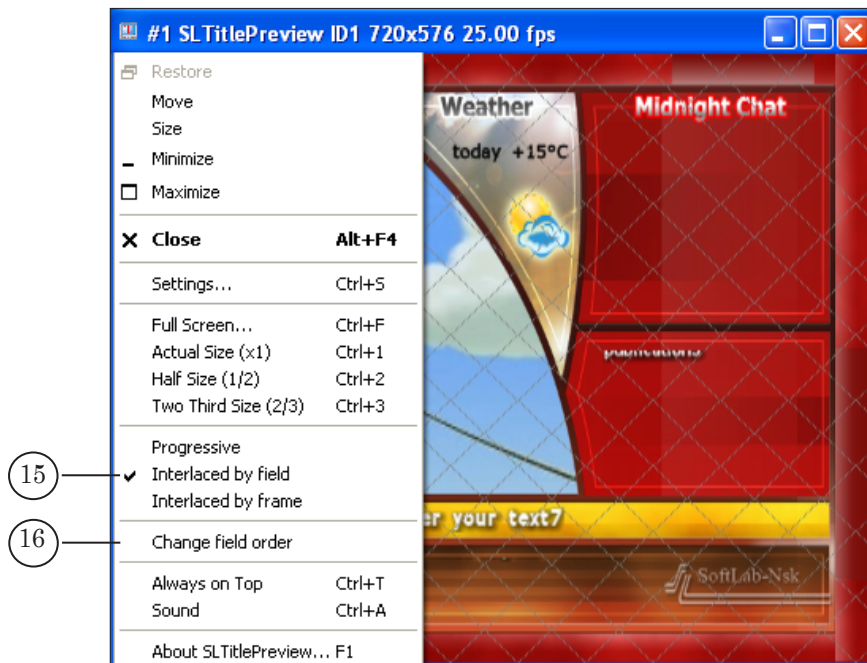 #1 SLTitlePreview ID1 720x576 25.00 fps
Restore
Move
Size
Minimize
Maximize
Close Alt+F4
Settings... Ctrl+S
Full Screen... Ctrl+F
Actual Size (x1) Ctrl+1
Half Size (1/2) Ctrl+2
Two Third Size (2/3) Ctrl+3
Progressive
15 Interlaced by field
Interlaced by frame
16 Change field order
Always on Top Ctrl+T
Sound Ctrl+A
About SLTitlePreview... F1
Weather
today +15°C
Midnight Chat
publications
er your text7
SoftLab-Nsk